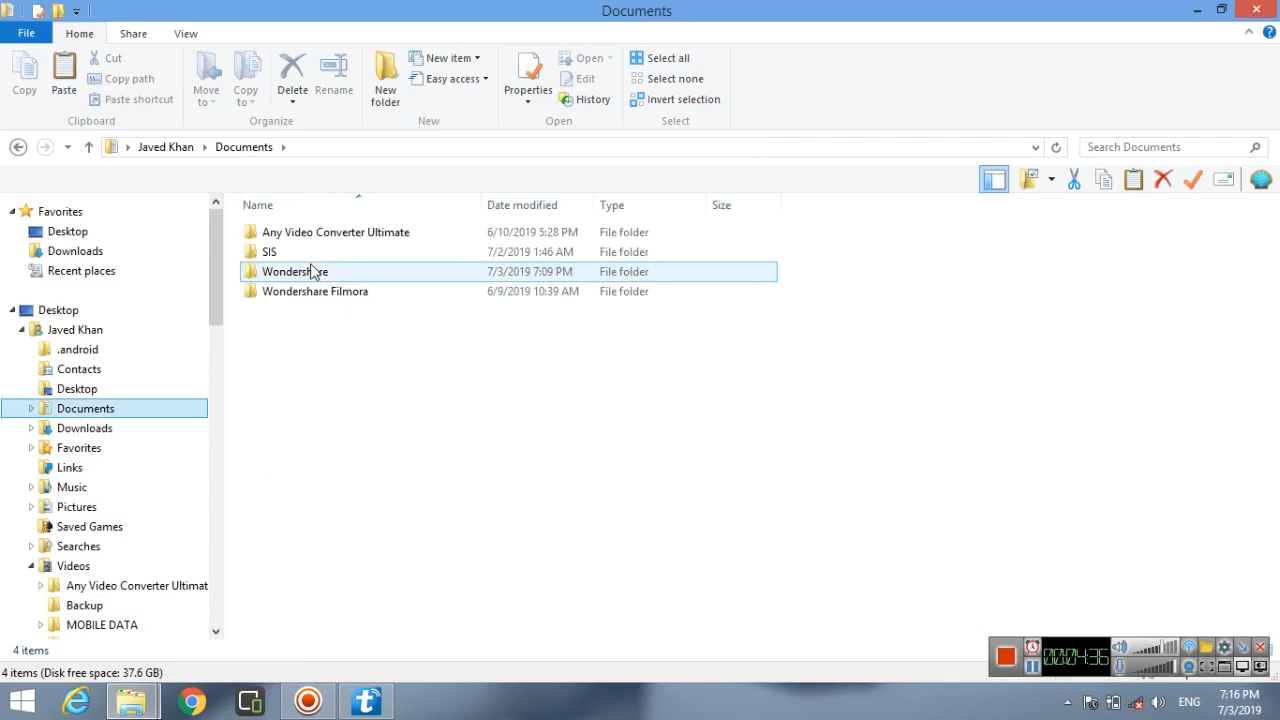 Documents
File Home Share View
Copy
Paste
Cut
Copy path
Paste shortcut
Clipboard
Move to
Copy to
Delete
Rename
Organize
New folder
New item
Easy access
New
Properties
Open
Edit
History
Open
Select all
Select none
Invert selection
Select
Javed Khan Documents
Search Documents
Name Date modified Type Size
Any Video Converter Ultimate 6/10/2019 5:28 PM File folder
SIS 7/2/2019 1:46 AM File folder
Wondershare 7/3/2019 7:09 PM File folder
Wondershare Filmora 6/9/2019 10:39 AM File folder
Favorites
Desktop
Downloads
Recent places
Desktop
Javed Khan
.android
Contacts
Desktop
Documents
Downloads
Favorites
Links
Music
Pictures
Saved Games
Searches
Videos
Any Video Converter Ultimat
Backup
MOBILE DATA
4 items
4 items (Disk free space: 37.6 GB)
00:04:36
ENG
7:16 PM
7/3/2019